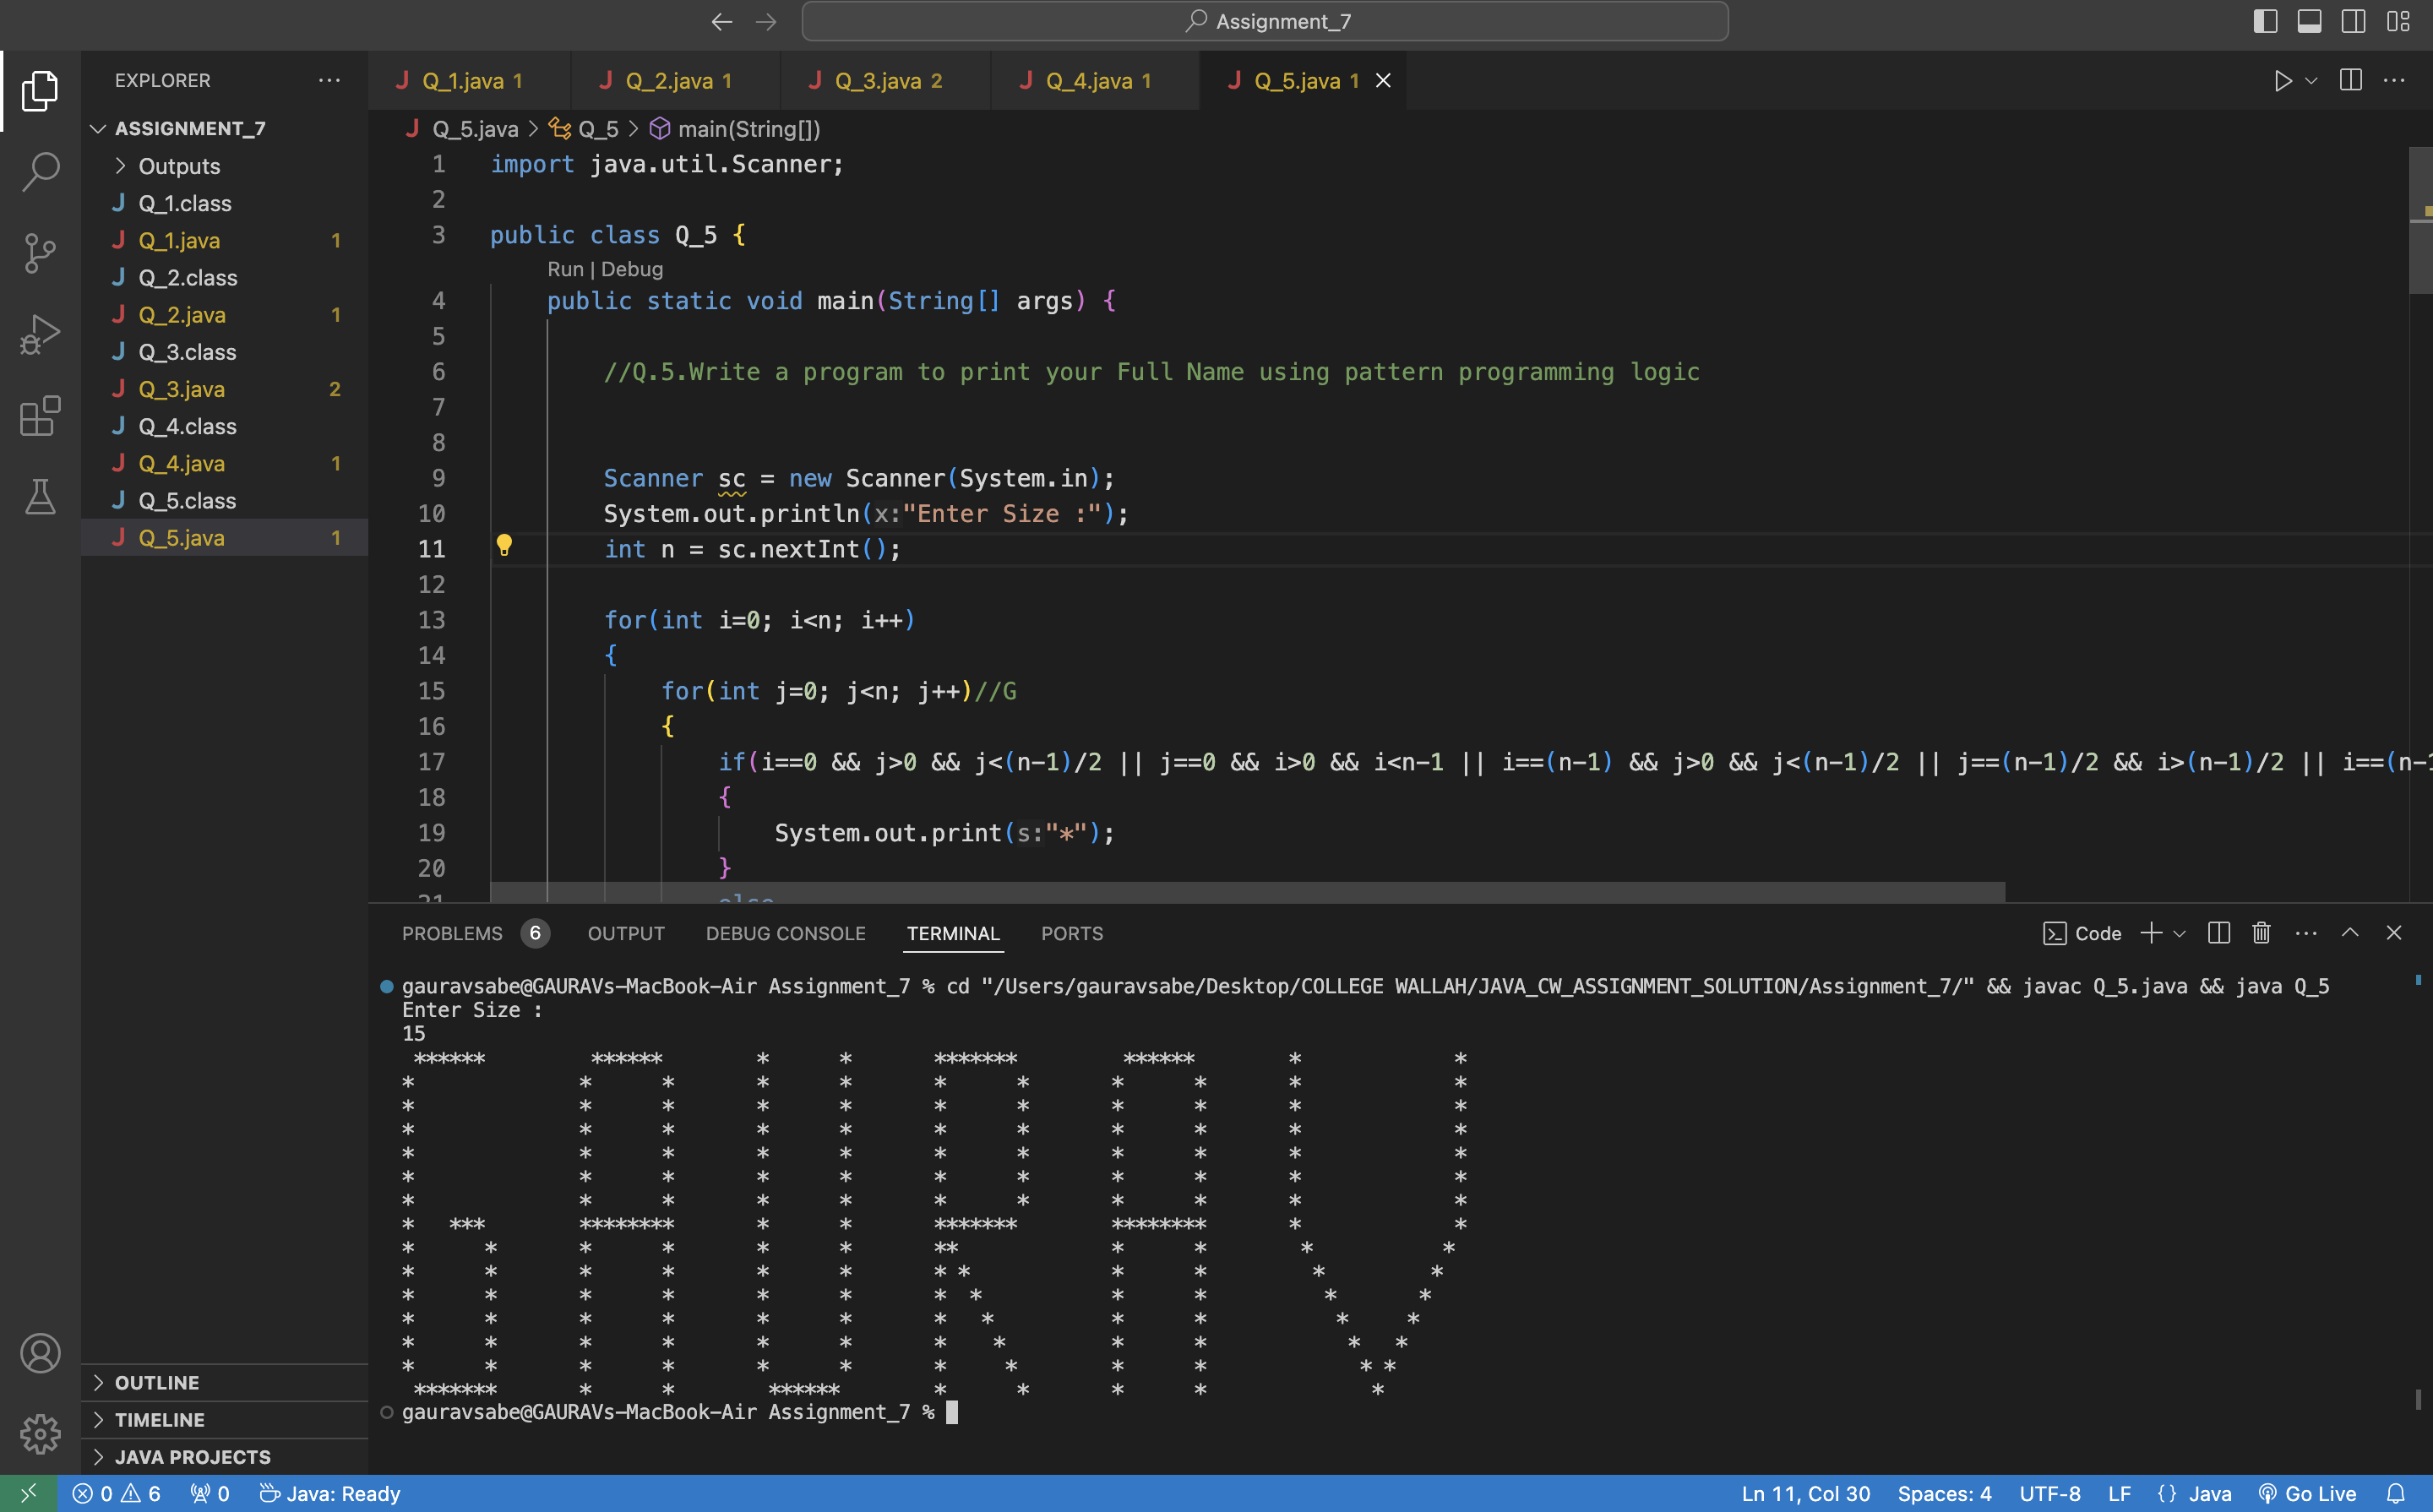 Assignment_7
EXPLORER
ASSIGNMENT_7
Outputs
Q_1.class
Q_1.java 1
Q_2.class
Q_2.java 1
Q_3.class
Q_3.java 2
Q_4.class
Q_4.java 1
Q_5.class
Q_5.java 1
OUTLINE
TIMELINE
JAVA PROJECTS
Q_1.java 1 Q_2.java 1 Q_3.java 2 Q_4.java 1 Q_5.java 1
Q_5.java > Q_5 > main(String[])
1 import java.util.Scanner;
2
3 public class Q_5 {
Run | Debug
4 public static void main(String[] args) {
5
6 //Q.5.Write a program to print your Full Name using pattern programming logic
7
8
9 Scanner sc = new Scanner(System.in);
10 System.out.println(x:"Enter Size :");
11 int n = sc.nextInt();
12
13 for(int i=0; i<n; i++)
14 {
15 for(int j=0; j<n; j++)//G
16 {
17 if(i==0 && j>0 && j<(n-1)/2 || j==0 && i>0 && i<n-1 || i==(n-1) && j>0 && j<(n-1)/2 || j==(n-1)/2 && i>(n-1)/2 || i==(n-1
18 {
19 System.out.print(s:"*");
20 }
21 else
PROBLEMS 6 OUTPUT DEBUG CONSOLE TERMINAL PORTS Code
gauravsabe@GAURAVs-MacBook-Air Assignment_7 % cd "/Users/gauravsabe/Desktop/COLLEGE WALLAH/JAVA_CW_ASSIGNMENT_SOLUTION/Assignment_7/" && javac Q_5.java && java Q_5
Enter Size :
15
 ******         ******        *      *       *******         ******        *             *
*              *      *       *      *       *      *       *      *       *             *
*              *      *       *      *       *      *       *      *       *             *
*              *      *       *      *       *      *       *      *       *             *
*              *      *       *      *       *      *       *      *       *             *
*              *      *       *      *       *      *       *      *       *             *
*              *      *       *      *       *      *       *      *       *             *
*   ***        ********       *      *       *******        ********       *             *
*      *       *      *       *      *       **             *      *        *           *
*      *       *      *       *      *       * *            *      *         *         *
*      *       *      *       *      *       *  *           *      *          *       *
*      *       *      *       *      *       *   *          *      *           *     *
*      *       *      *       *      *       *    *         *      *            *   *
*      *       *      *       *      *       *     *        *      *             * *
 *******       *      *        ******        *      *       *      *              *
gauravsabe@GAURAVs-MacBook-Air Assignment_7 %
0 6 0 Java: Ready Ln 11, Col 30 Spaces: 4 UTF-8 LF {} Java Go Live